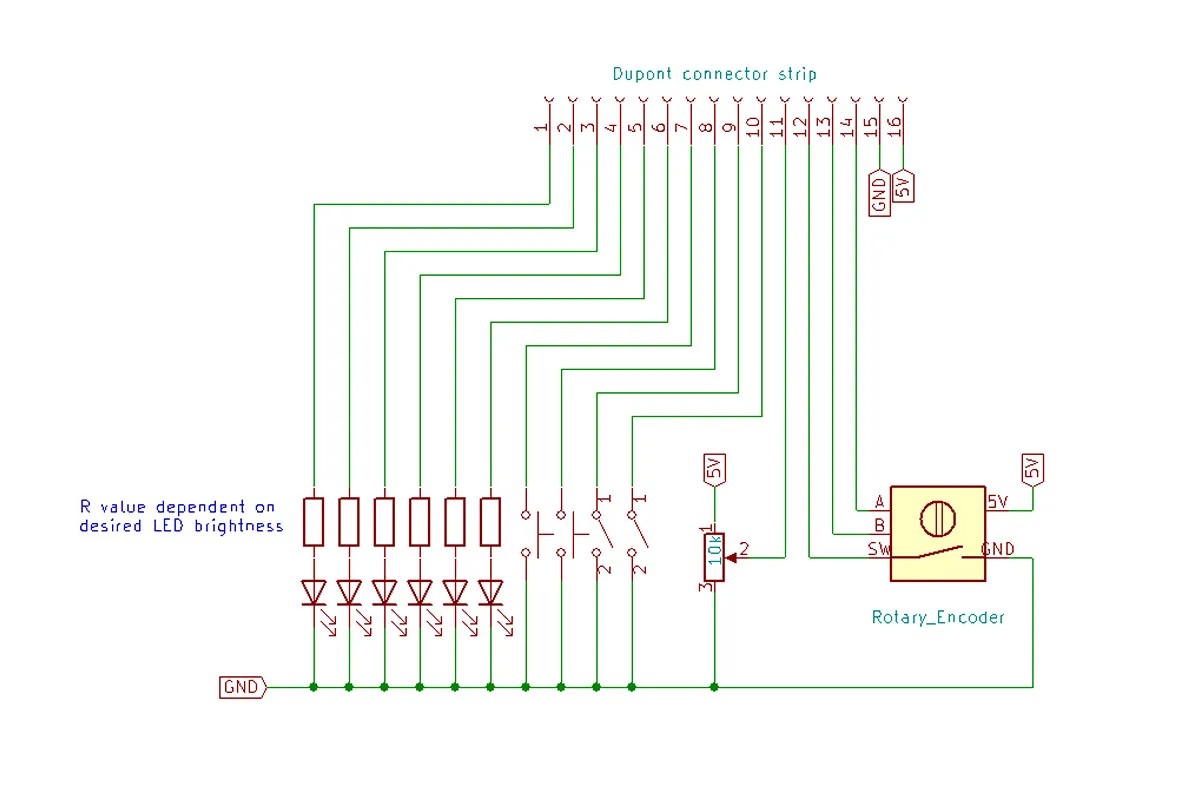 Dupont connector strip
1 2 3 4 5 6 7 8 9 10 11 12 13 14 15 16
GND 5V
5V 5V
R value dependent on
desired LED brightness
1 1
2 2
1
10k
2
3
A 5V
B
SW GND
Rotary_Encoder
GND